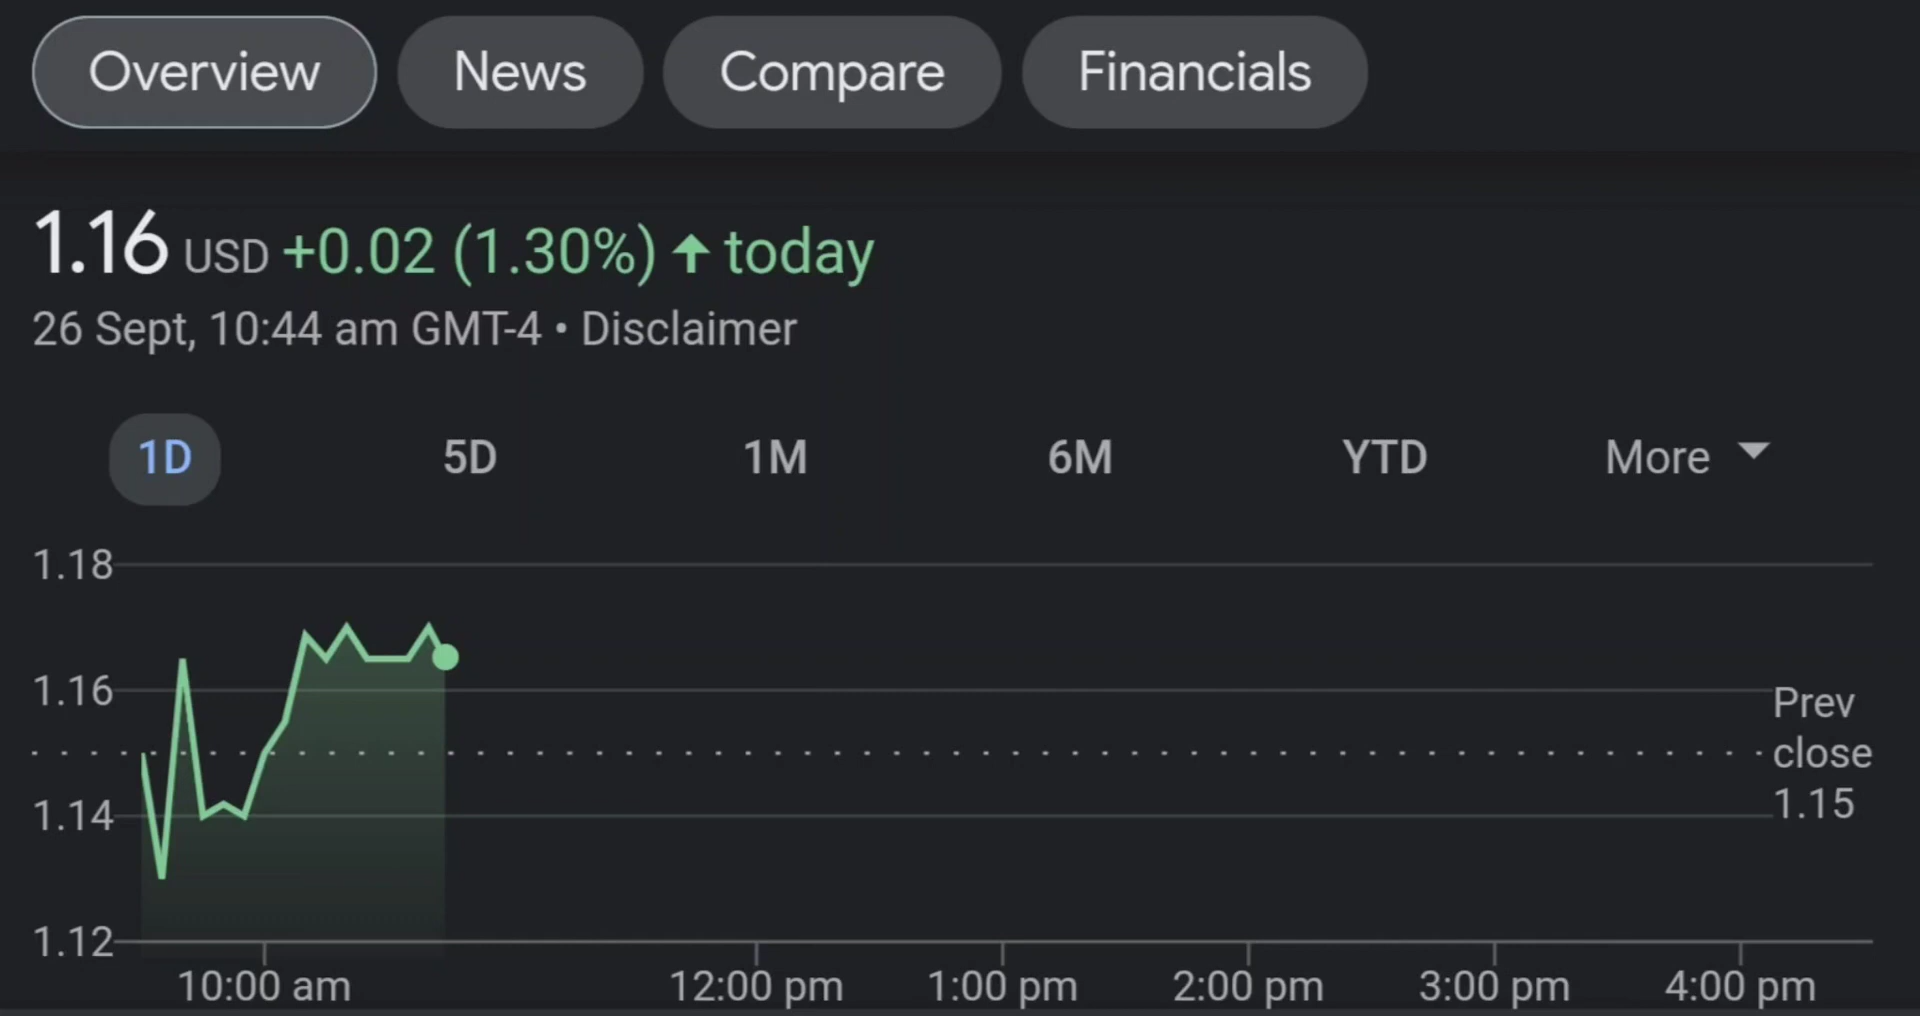 Overview News Compare Financials
1.16 USD +0.02 (1.30%) ↑ today
26 Sept, 10:44 am GMT-4 • Disclaimer
1D 5D 1M 6M YTD More
1.18
1.16
1.14
1.12
Prev
close
1.15
10:00 am 12:00 pm 1:00 pm 2:00 pm 3:00 pm 4:00 pm